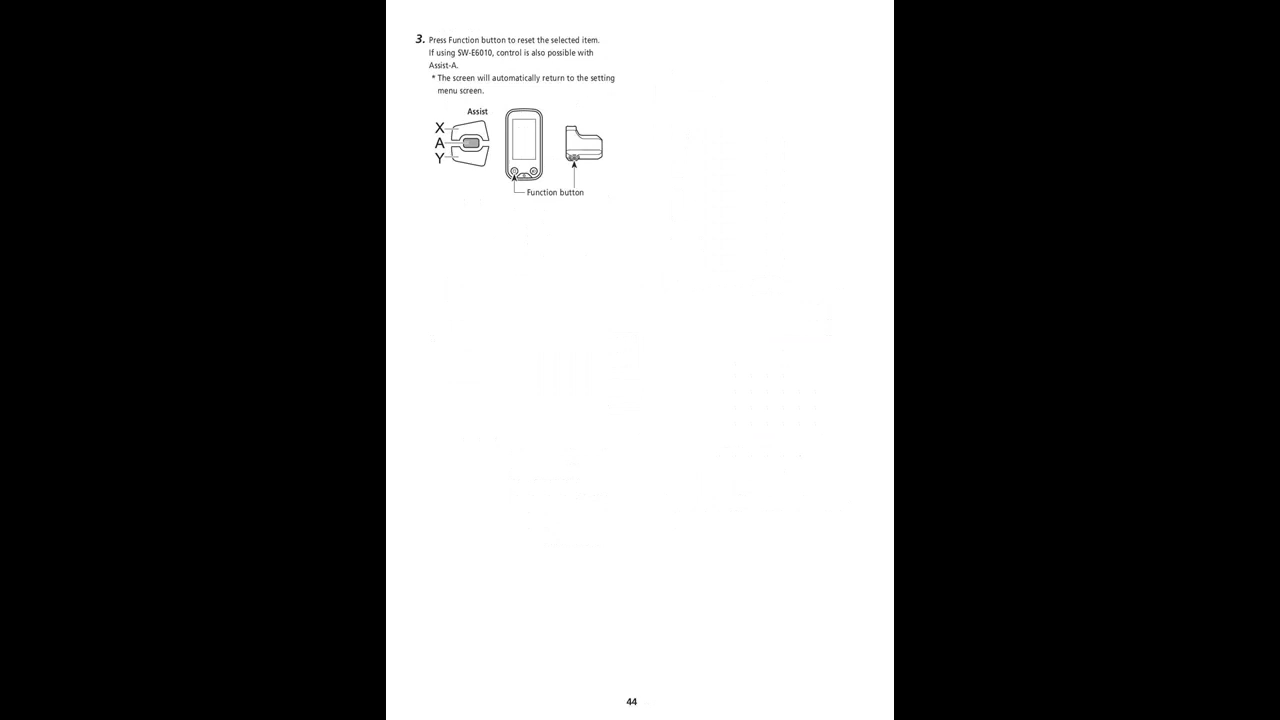 3. Press Function button to reset the selected item.
If using SW-E6010, control is also possible with
Assist-A.
* The screen will automatically return to the setting
menu screen.
Assist
X
A
Y
Function button
44